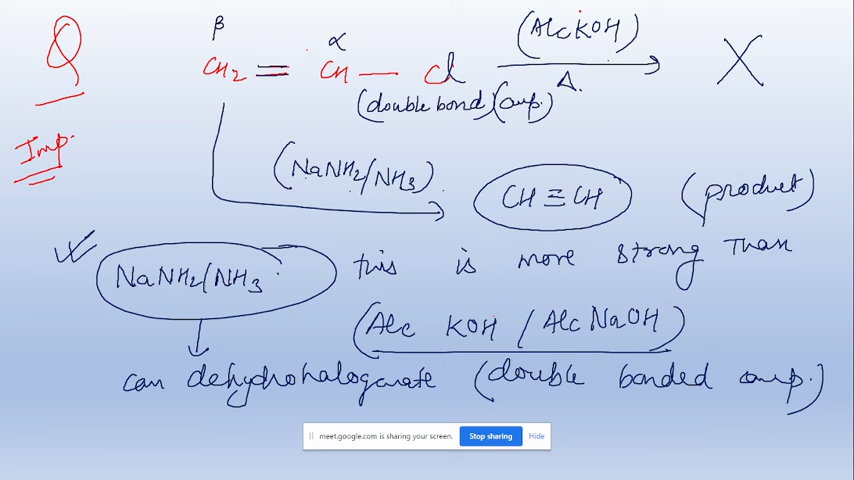 Q
Imp.
β α (Alc KOH)
CH2 = CH — Cl → X
(double bond)(comp.) Δ.
(NaNH2/NH3) CH ≡ CH (product)
NaNH2/NH3 this is more strong Than
(Alc KOH / Alc NaOH)
can dehydrohalogenate (double bonded comp.)
meet.google.com is sharing your screen. Stop sharing Hide